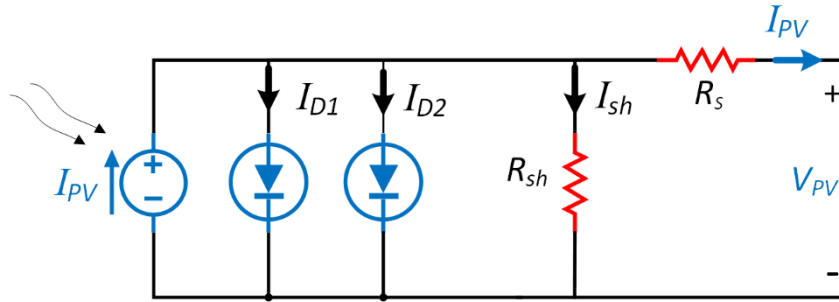 I_PV
I_D1
I_D2
I_sh
R_s
+
+
−
I_PV
R_sh
V_PV
-